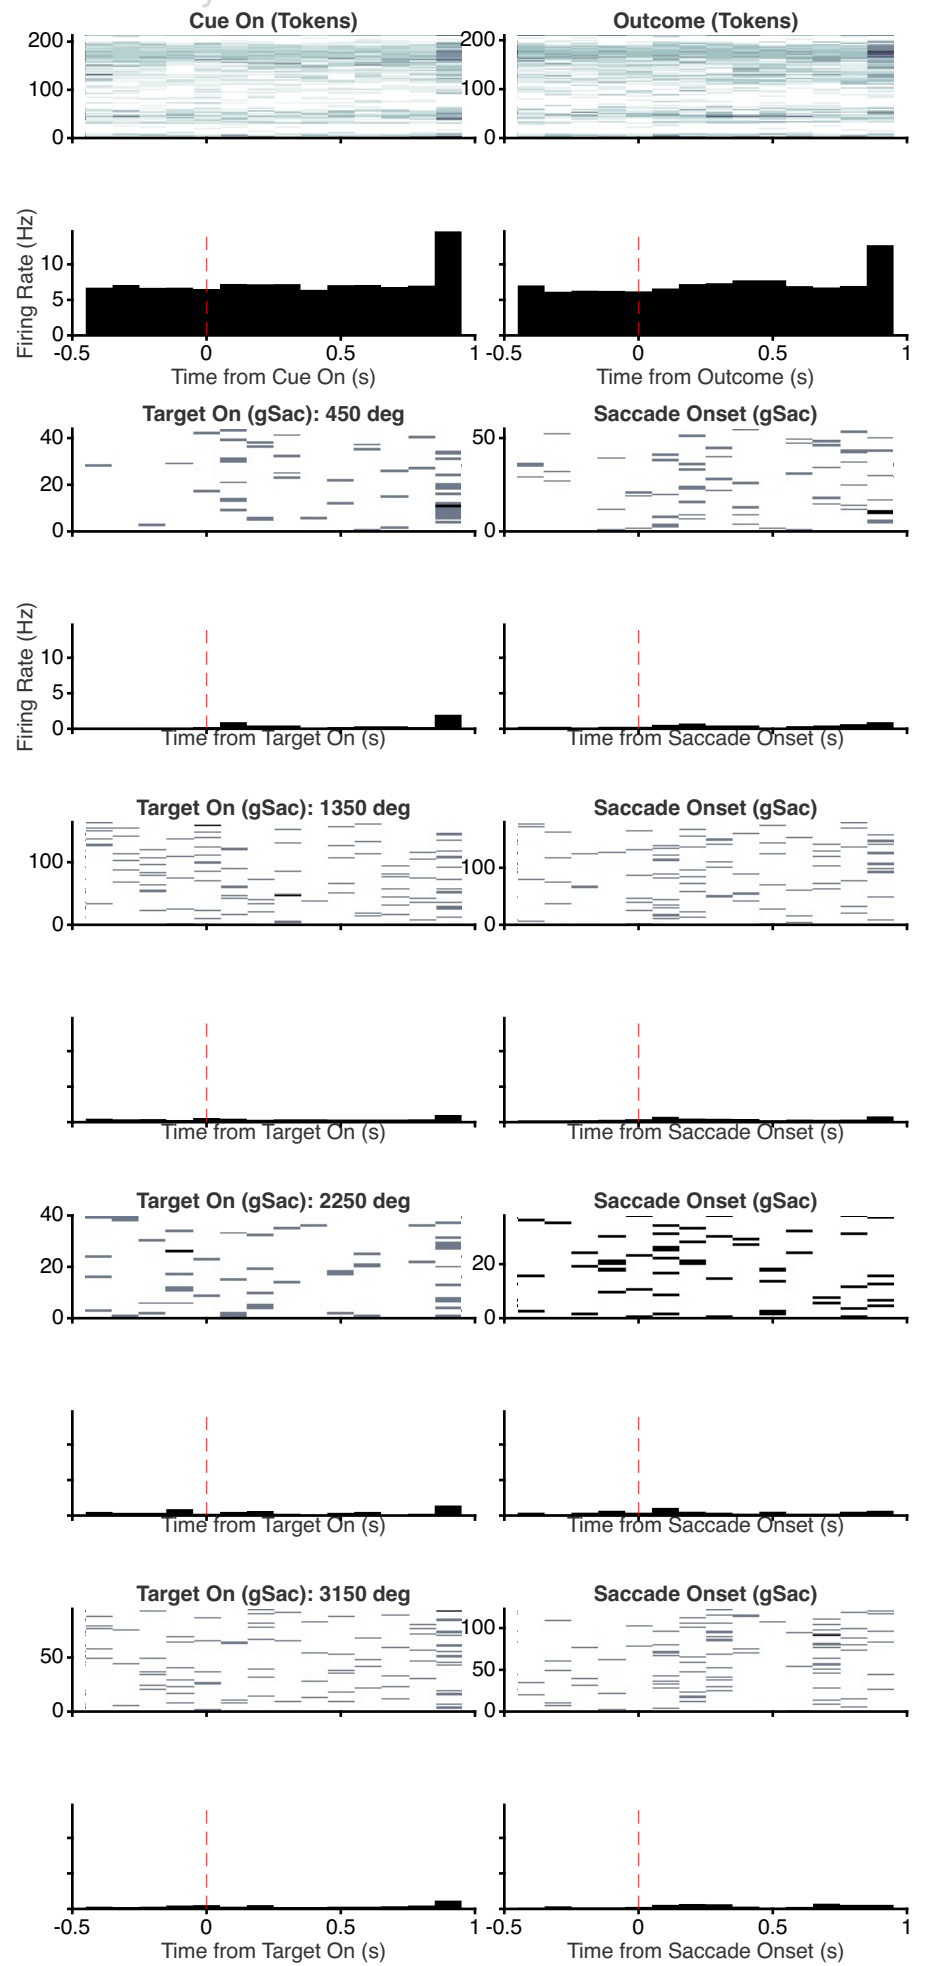 Cue On (Tokens)
Outcome (Tokens)
200
100
0
200
100
0
Firing Rate (Hz)
10
5
0
-0.5 0 0.5 1
-0.5 0 0.5 1
Time from Cue On (s)
Time from Outcome (s)
Target On (gSac): 450 deg
Saccade Onset (gSac)
40
20
0
50
0
Firing Rate (Hz)
10
5
0
Time from Target On (s)
Time from Saccade Onset (s)
Target On (gSac): 1350 deg
Saccade Onset (gSac)
100
0
100
0
Time from Target On (s)
Time from Saccade Onset (s)
Target On (gSac): 2250 deg
Saccade Onset (gSac)
40
20
0
20
0
Time from Target On (s)
Time from Saccade Onset (s)
Target On (gSac): 3150 deg
Saccade Onset (gSac)
50
0
100
50
0
-0.5 0 0.5 1
-0.5 0 0.5 1
Time from Target On (s)
Time from Saccade Onset (s)